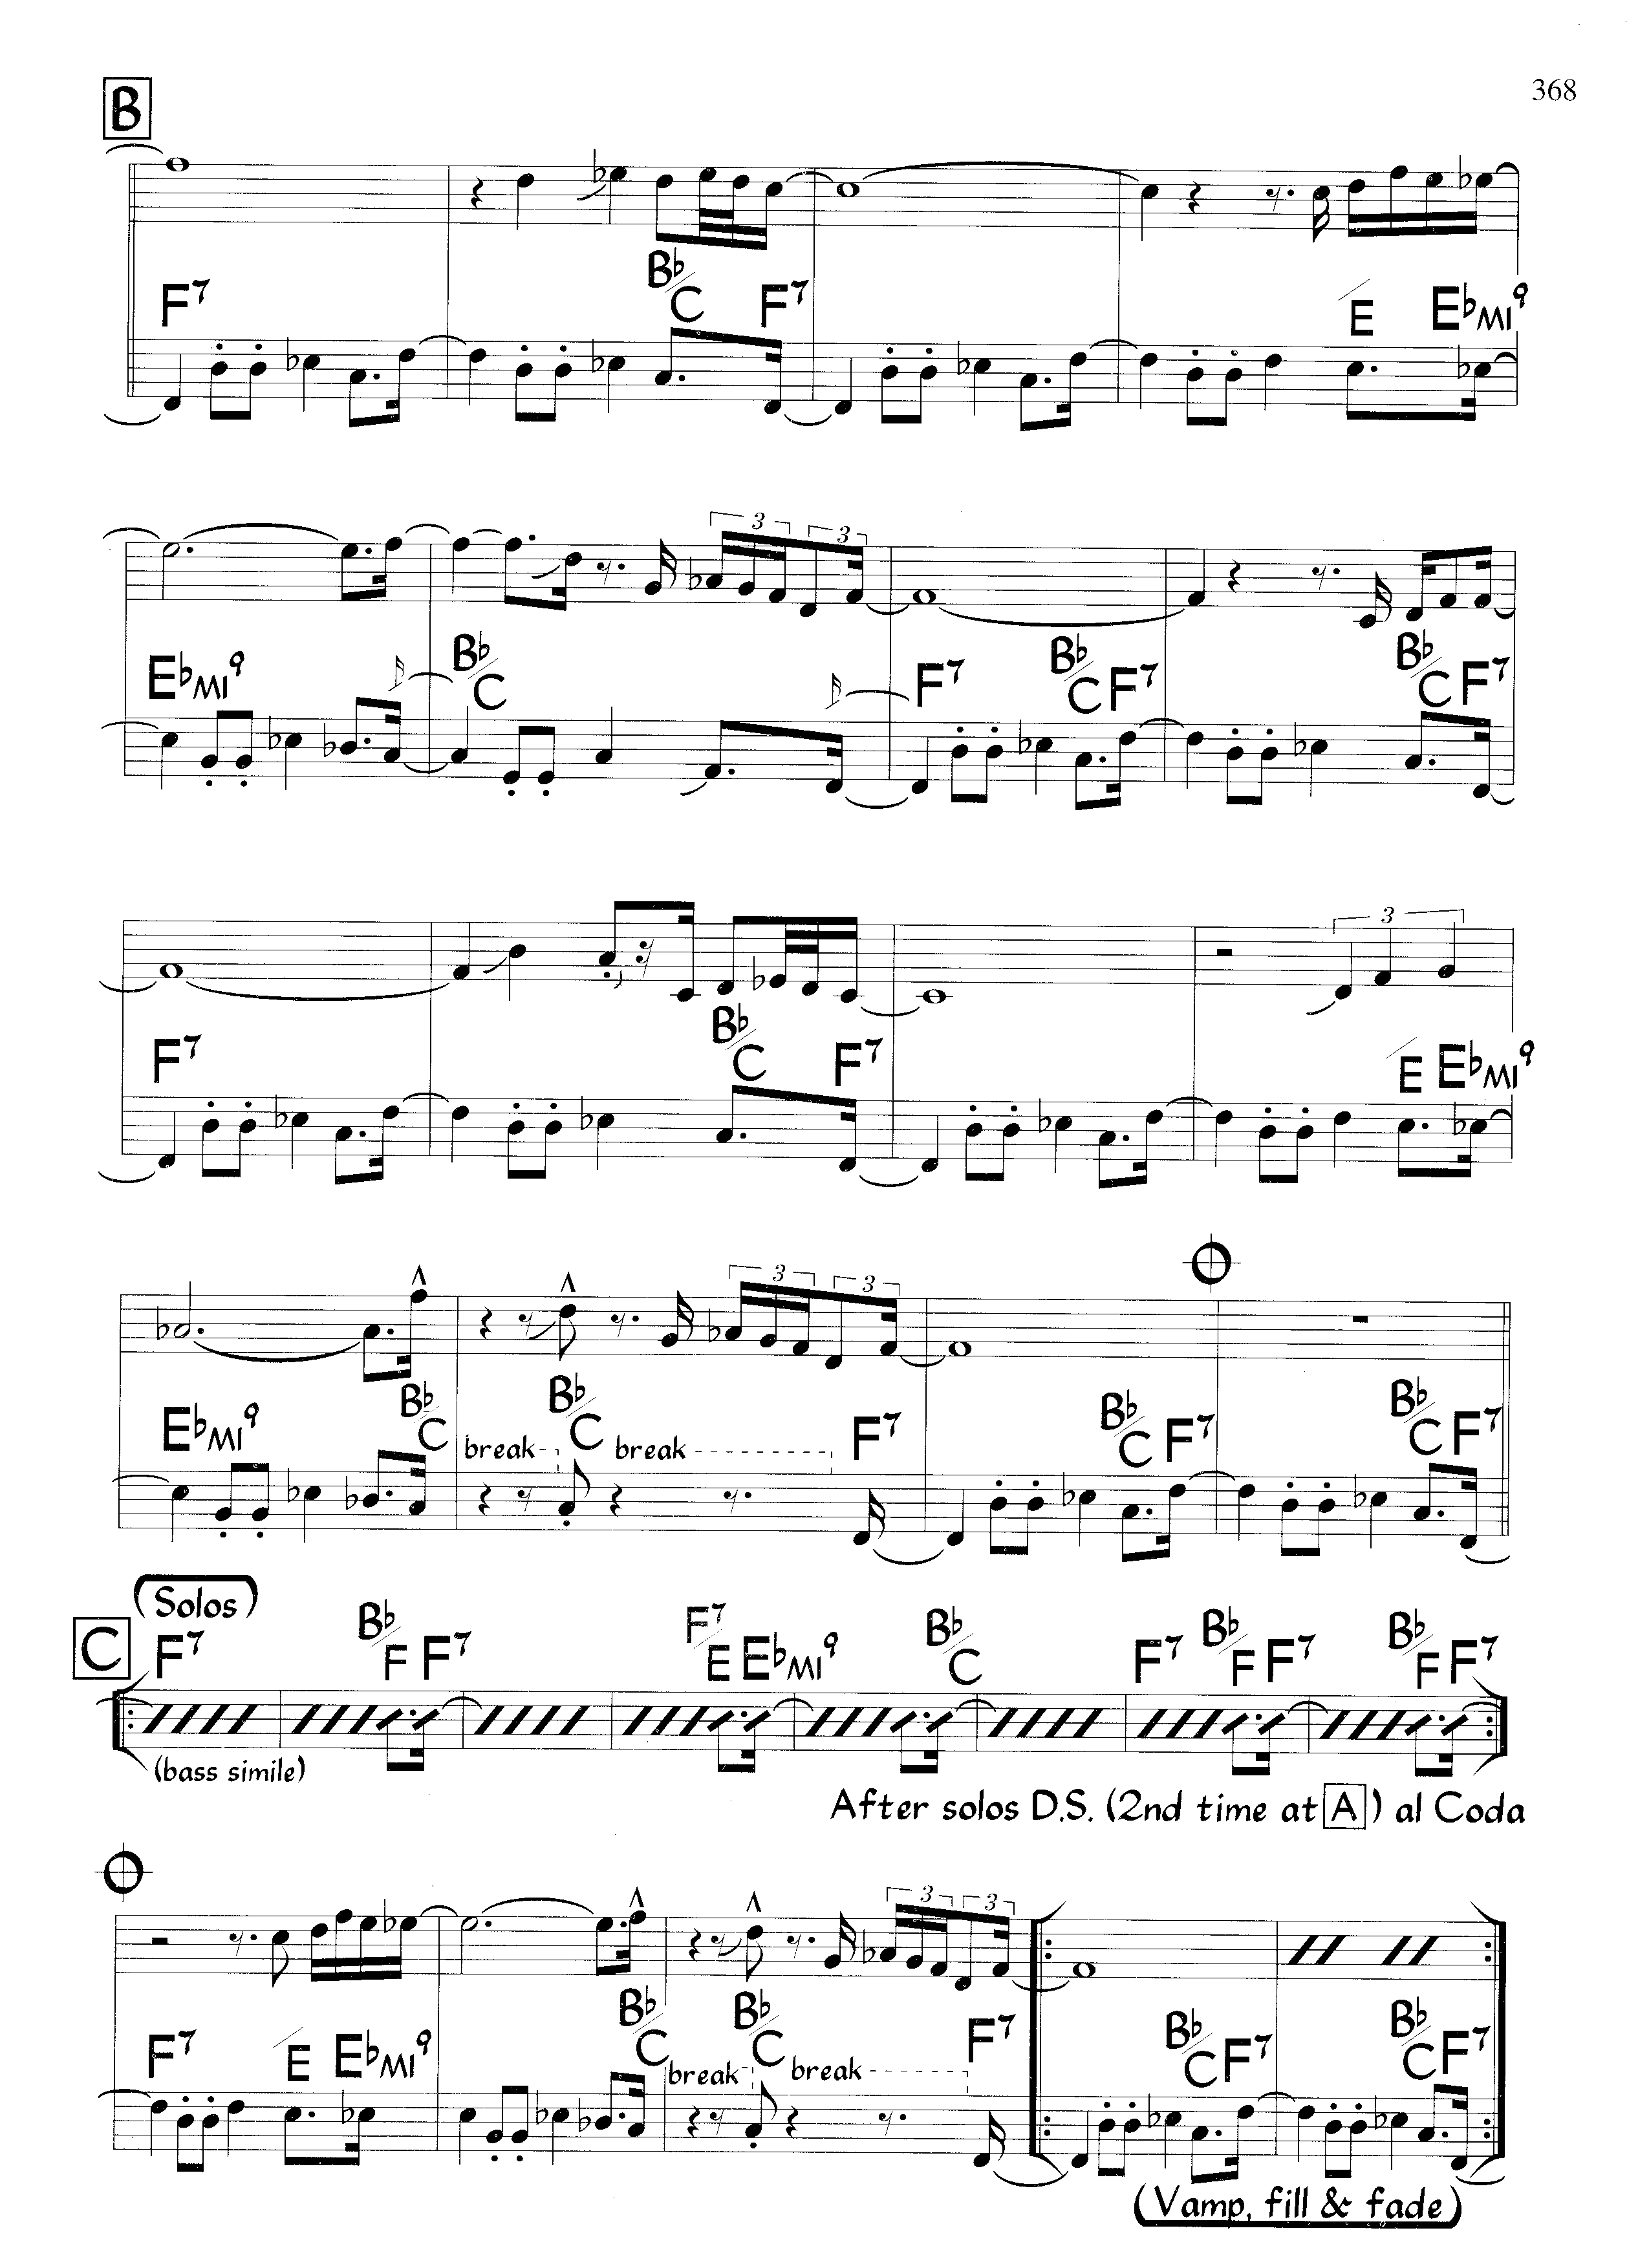 368
B
F7 Bb/C F7 /E EbMI9
3 3
EbMI9 Bb/C F7 Bb/C F7 Bb/C F7
3
F7 Bb/C F7 /E EbMI9
3 3
EbMI9 Bb/C break Bb/C break F7 Bb/C F7 Bb/C F7
(Solos)
C F7 Bb/F F7 F7/E EbMI9 Bb/C F7 Bb/F F7 Bb/F F7
(bass simile)
After solos D.S. (2nd time at A) al Coda
3 3
F7 /E EbMI9 Bb/C break Bb/C break F7 Bb/C F7 Bb/C F7
(Vamp, fill & fade)